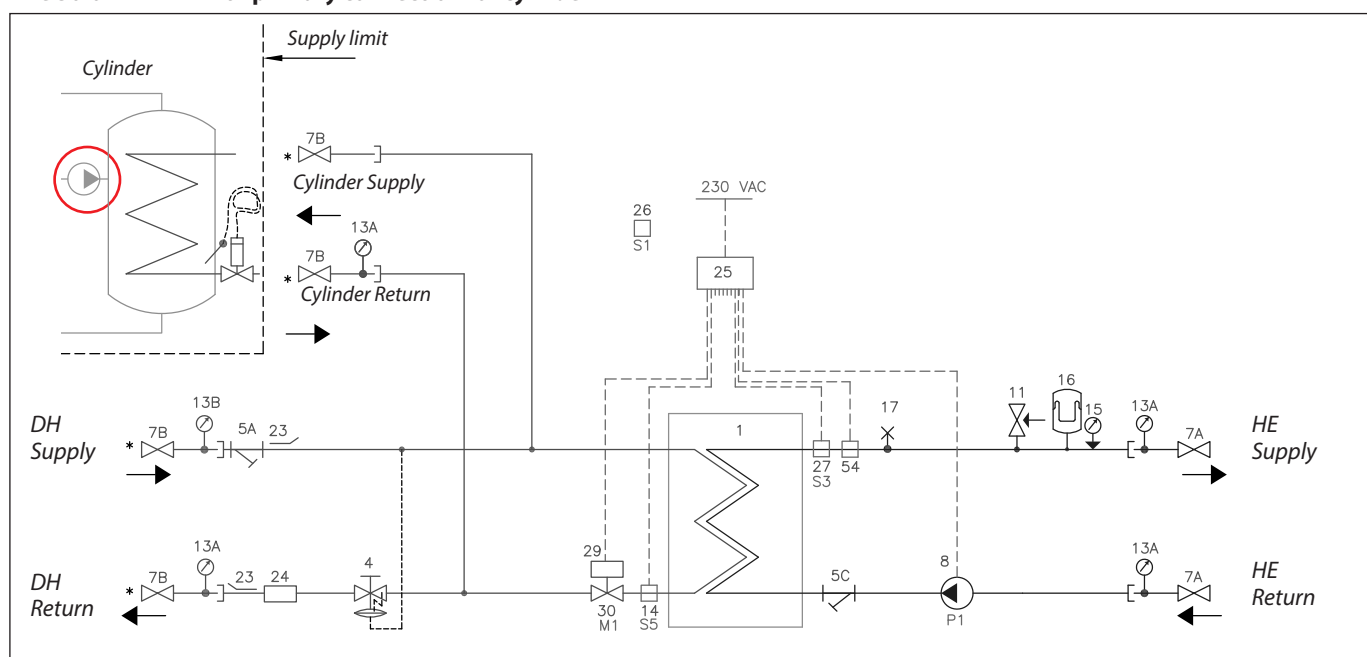 Supply limit
Cylinder
7B
*
Cylinder Supply
13A
7B
*
Cylinder Return
230 VAC
26
S1
25
DH
Supply
13B
7B
*
5A
23
1
27
S3
54
17
11
16
15
13A
7A
HE
Supply
DH
Return
13A
7B
*
23
24
4
29
30
M1
14
S5
5C
8
P1
13A
7A
HE
Return